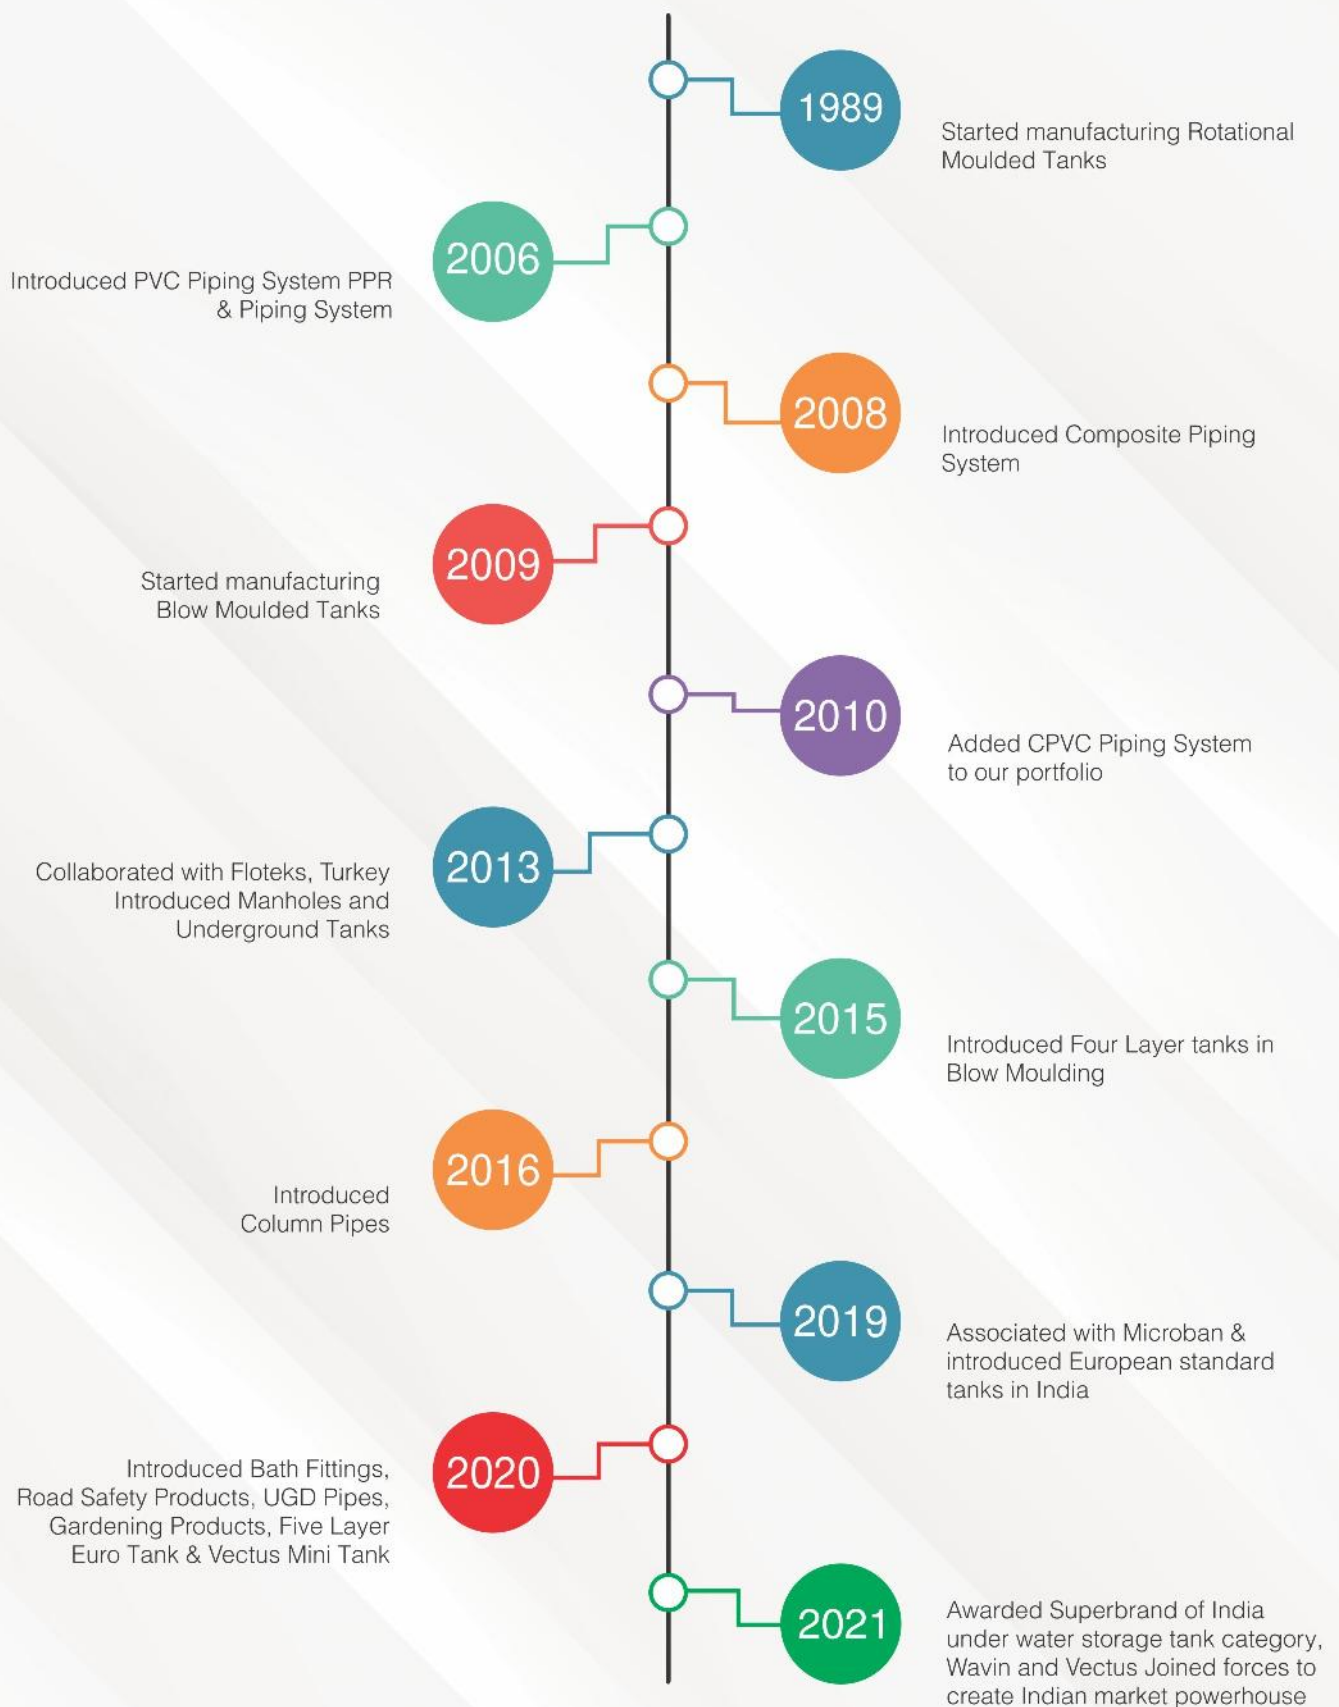 1989
Started manufacturing Rotational
Moulded Tanks
2006
Introduced PVC Piping System PPR
& Piping System
2008
Introduced Composite Piping
System
2009
Started manufacturing
Blow Moulded Tanks
2010
Added CPVC Piping System
to our portfolio
2013
Collaborated with Floteks, Turkey
Introduced Manholes and
Underground Tanks
2015
Introduced Four Layer tanks in
Blow Moulding
2016
Introduced
Column Pipes
2019
Associated with Microban &
introduced European standard
tanks in India
2020
Introduced Bath Fittings,
Road Safety Products, UGD Pipes,
Gardening Products, Five Layer
Euro Tank & Vectus Mini Tank
2021
Awarded Superbrand of India
under water storage tank category,
Wavin and Vectus Joined forces to
create Indian market powerhouse